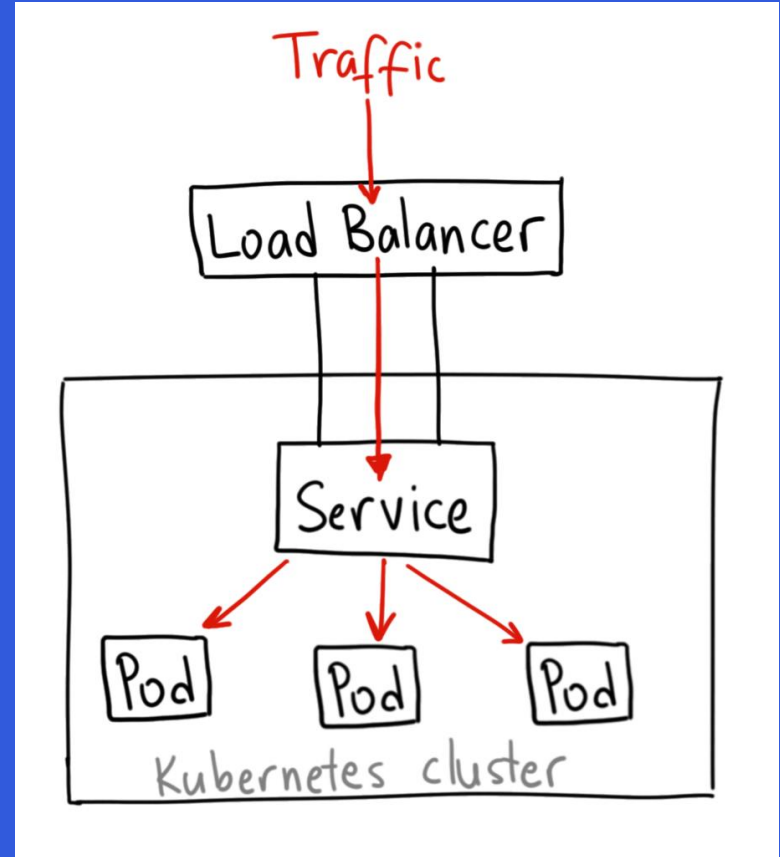 Traffic
Load Balancer
Service
Pod
Pod
Pod
Kubernetes cluster